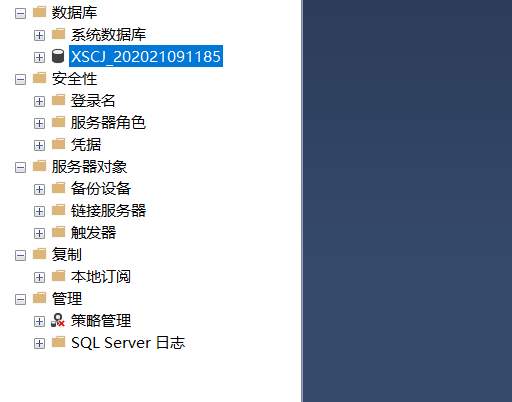 数据库
系统数据库
XSCJ_202021091185
安全性
登录名
服务器角色
凭据
服务器对象
备份设备
链接服务器
触发器
复制
本地订阅
管理
策略管理
SQL Server 日志